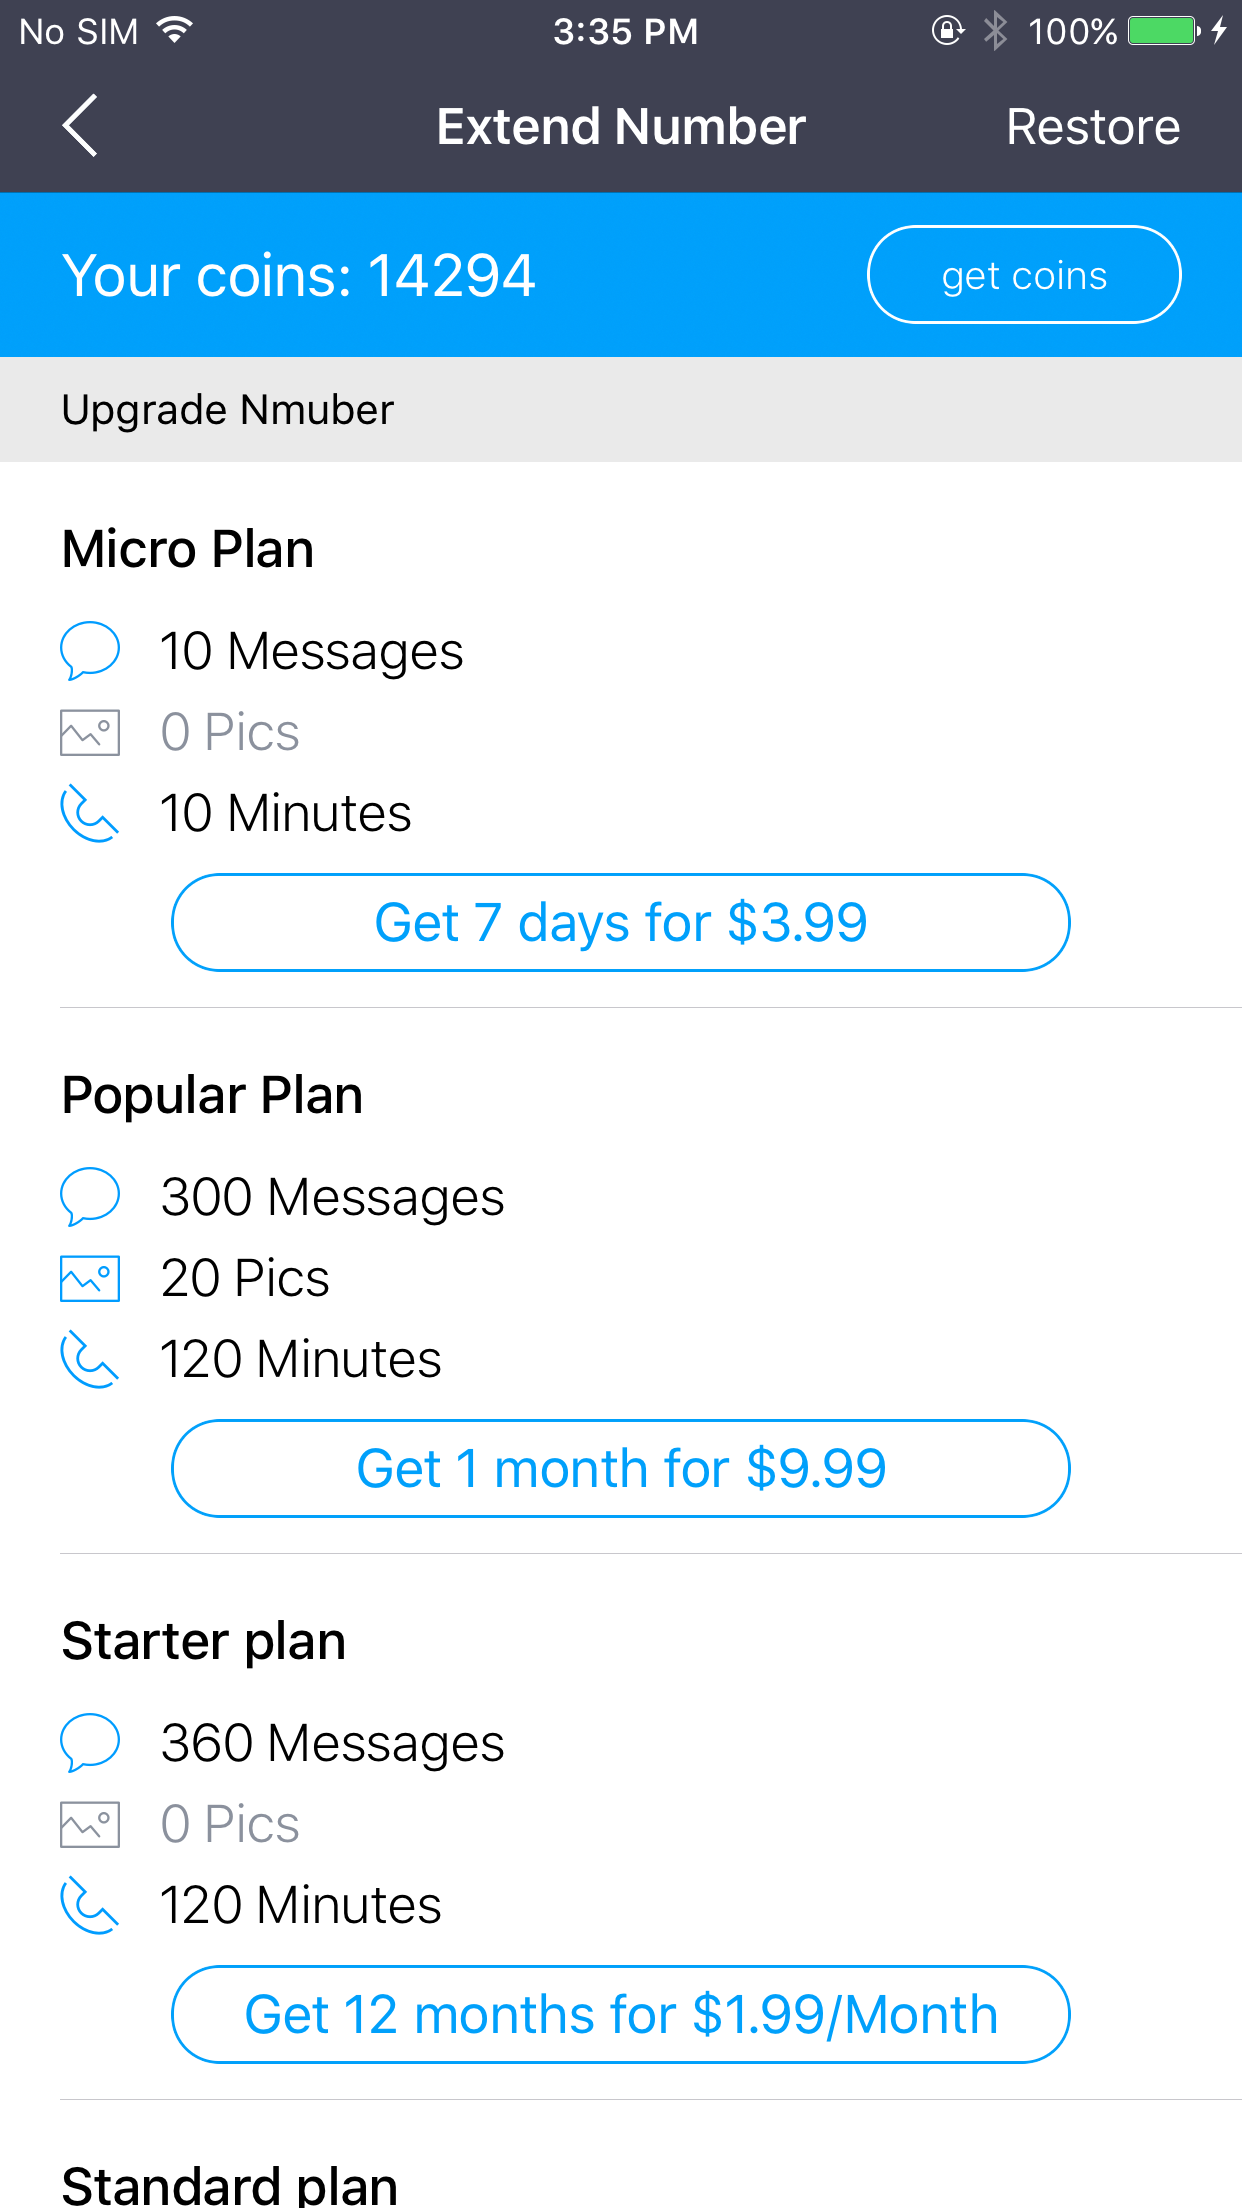 No SIM 3:35 PM 100%
Extend Number Restore
Your coins: 14294 get coins
Upgrade Nmuber
Micro Plan
10 Messages
0 Pics
10 Minutes
Get 7 days for $3.99
Popular Plan
300 Messages
20 Pics
120 Minutes
Get 1 month for $9.99
Starter plan
360 Messages
0 Pics
120 Minutes
Get 12 months for $1.99/Month
Standard plan